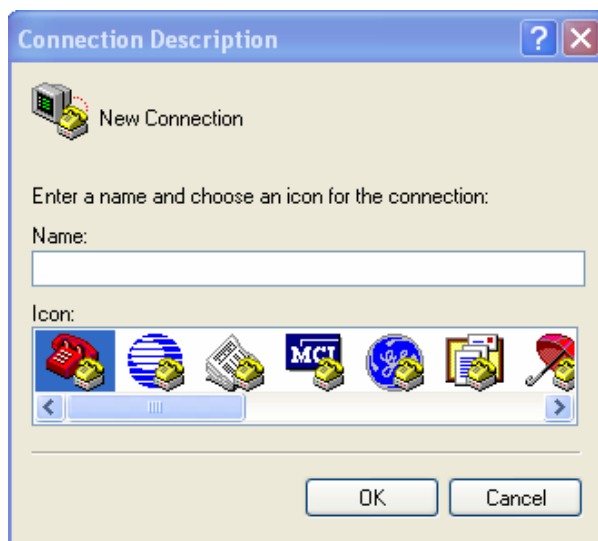 Connection Description
New Connection
Enter a name and choose an icon for the connection:
Name:
Icon:
MCI
OK
Cancel